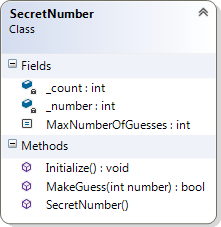 SecretNumber
Class
Fields
_count : int
_number : int
MaxNumberOfGuesses : int
Methods
Initialize() : void
MakeGuess(int number) : bool
SecretNumber()